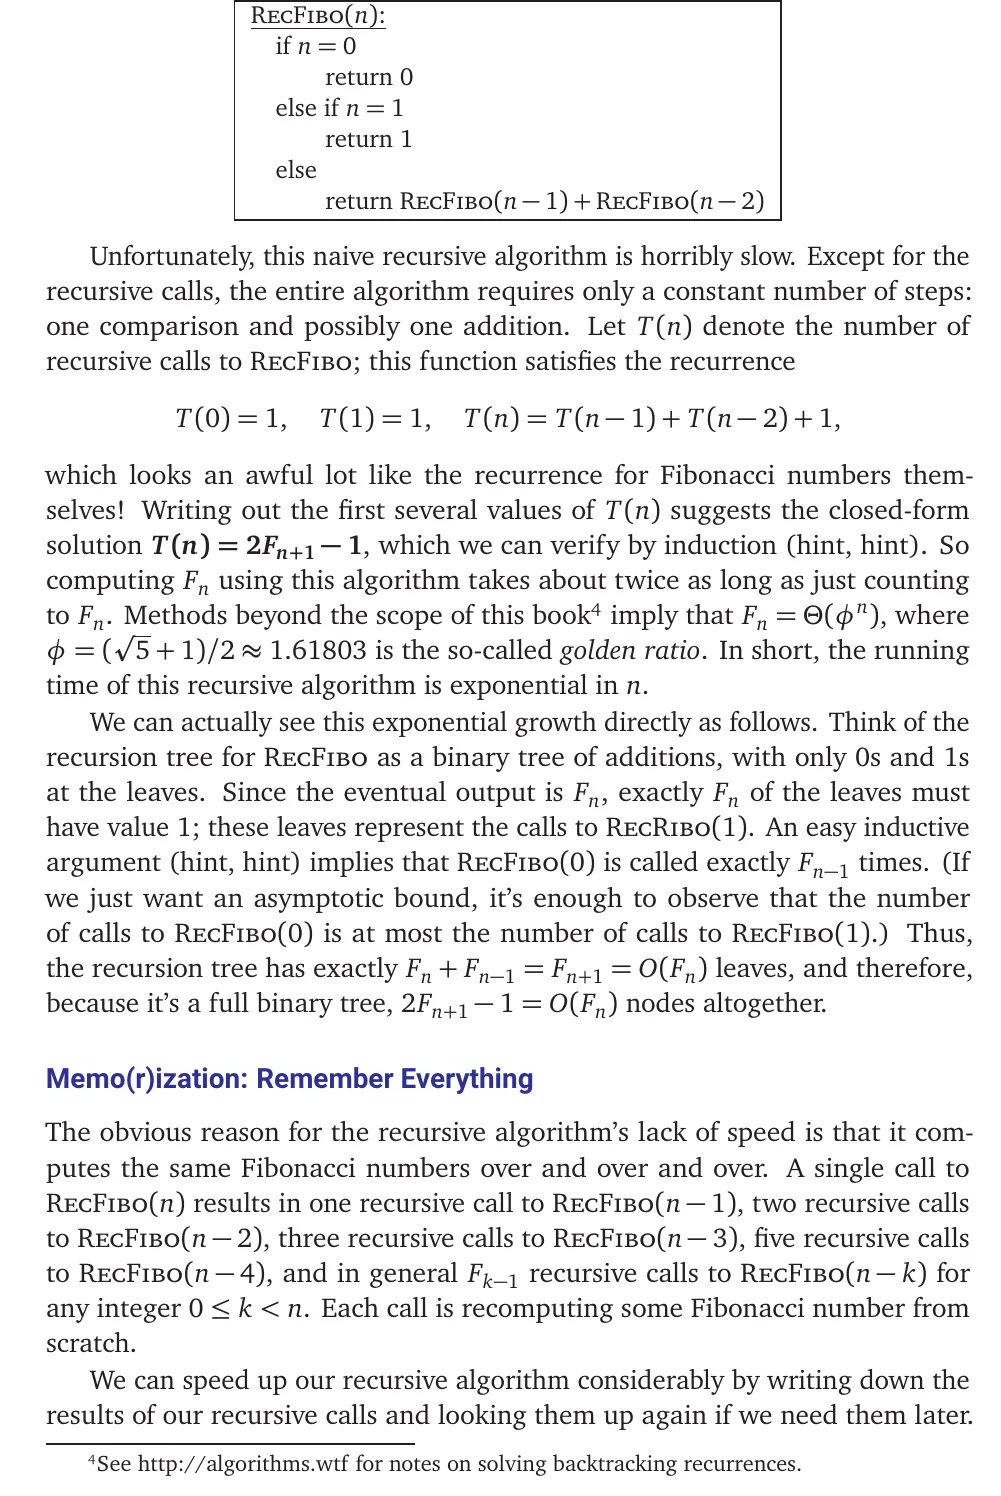 RECFIBO(n):
if n = 0
return 0
else if n = 1
return 1
else
return RECFIBO(n − 1) + RECFIBO(n − 2)
Unfortunately, this naive recursive algorithm is horribly slow. Except for the
recursive calls, the entire algorithm requires only a constant number of steps:
one comparison and possibly one addition. Let T(n) denote the number of
recursive calls to RECFIBO; this function satisfies the recurrence
T(0) = 1, T(1) = 1, T(n) = T(n − 1) + T(n − 2) + 1,
which looks an awful lot like the recurrence for Fibonacci numbers them-
selves! Writing out the first several values of T(n) suggests the closed-form
solution T(n) = 2Fₙ₊₁ − 1, which we can verify by induction (hint, hint). So
computing Fₙ using this algorithm takes about twice as long as just counting
to Fₙ. Methods beyond the scope of this book⁴ imply that Fₙ = Θ(ϕⁿ), where
ϕ = (√5 + 1)/2 ≈ 1.61803 is the so-called golden ratio. In short, the running
time of this recursive algorithm is exponential in n.
We can actually see this exponential growth directly as follows. Think of the
recursion tree for RECFIBO as a binary tree of additions, with only 0s and 1s
at the leaves. Since the eventual output is Fₙ, exactly Fₙ of the leaves must
have value 1; these leaves represent the calls to RECRIBO(1). An easy inductive
argument (hint, hint) implies that RECFIBO(0) is called exactly Fₙ₋₁ times. (If
we just want an asymptotic bound, it's enough to observe that the number
of calls to RECFIBO(0) is at most the number of calls to RECFIBO(1).) Thus,
the recursion tree has exactly Fₙ + Fₙ₋₁ = Fₙ₊₁ = O(Fₙ) leaves, and therefore,
because it's a full binary tree, 2Fₙ₊₁ − 1 = O(Fₙ) nodes altogether.
Memo(r)ization: Remember Everything
The obvious reason for the recursive algorithm's lack of speed is that it com-
putes the same Fibonacci numbers over and over and over. A single call to
RECFIBO(n) results in one recursive call to RECFIBO(n − 1), two recursive calls
to RECFIBO(n − 2), three recursive calls to RECFIBO(n − 3), five recursive calls
to RECFIBO(n − 4), and in general Fₖ₋₁ recursive calls to RECFIBO(n − k) for
any integer 0 ≤ k < n. Each call is recomputing some Fibonacci number from
scratch.
We can speed up our recursive algorithm considerably by writing down the
results of our recursive calls and looking them up again if we need them later.
⁴See http://algorithms.wtf for notes on solving backtracking recurrences.